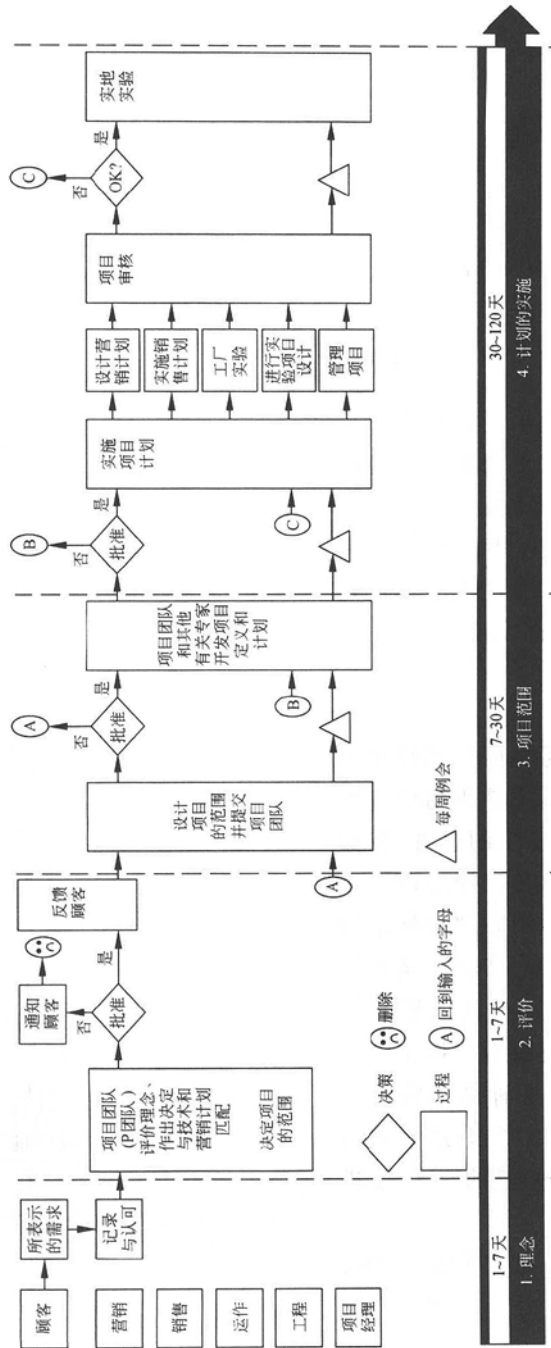 顾客
营销
销售
运作
工程
项目
经理
所表示
的需求
记录
与认可
项目团队
(P团队)
评价理念、
作出决定
与技术和
营销计划
匹配
决定项目
的范围
批准
否
是
通知
顾客
反馈
顾客
决策
删除
过程
A
回到输入的字母
每周例会
A
设计
项目
的范围
并提交
项目
团队
批准
否
是
A
B
项目团队
和其他
有关专家
开发项目
定义和
计划
批准
否
是
B
C
实施
项目
计划
设计营
销计划
实施销
售计划
工厂
实验
进行实
验项目
设计
管理
项目
项目
审核
OK?
否
是
C
实地
实验
1~7天
1~7天
7~30天
30~120天
1. 理念
2. 评价
3. 项目范围
4. 计划的实施